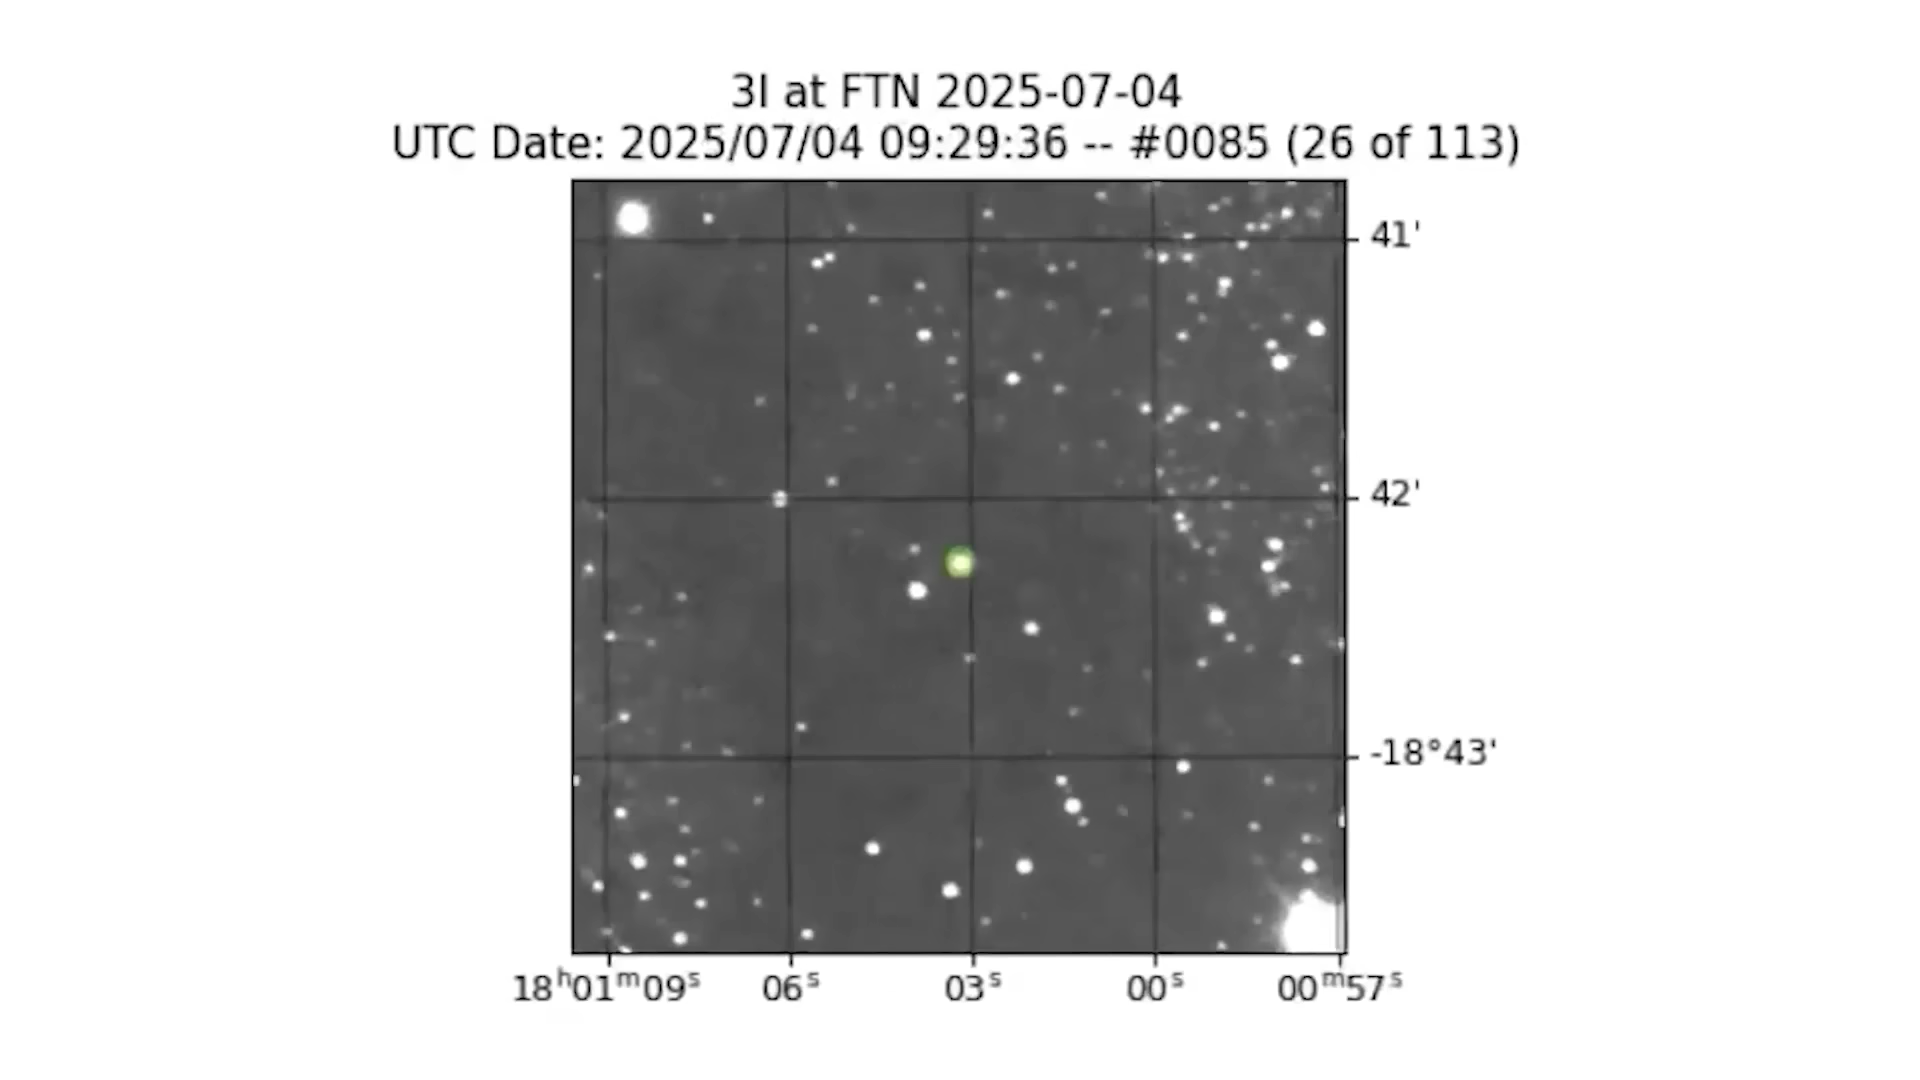 3I at FTN 2025-07-04
UTC Date: 2025/07/04 09:29:36 -- #0085 (26 of 113)
41'
42'
-18°43'
18ʰ01ᵐ09ˢ 06ˢ 03ˢ 00ˢ 00ᵐ57ˢ